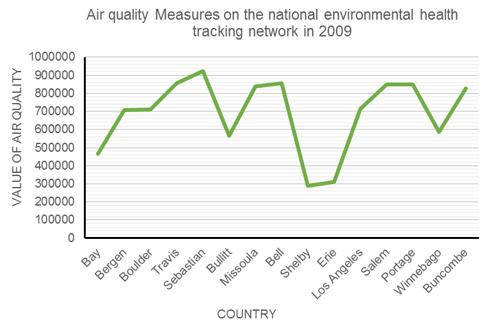 Air quality Measures on the national environmental health
tracking network in 2009
VALUE OF AIR QUALITY
1000000
900000
800000
700000
600000
500000
400000
300000
200000
100000
0
Bay
Bergen
Boulder
Travis
Sebastian
Bullitt
Missoula
Bell
Shelby
Erie
Los Angeles
Salem
Portage
Winnebago
Buncombe
COUNTRY